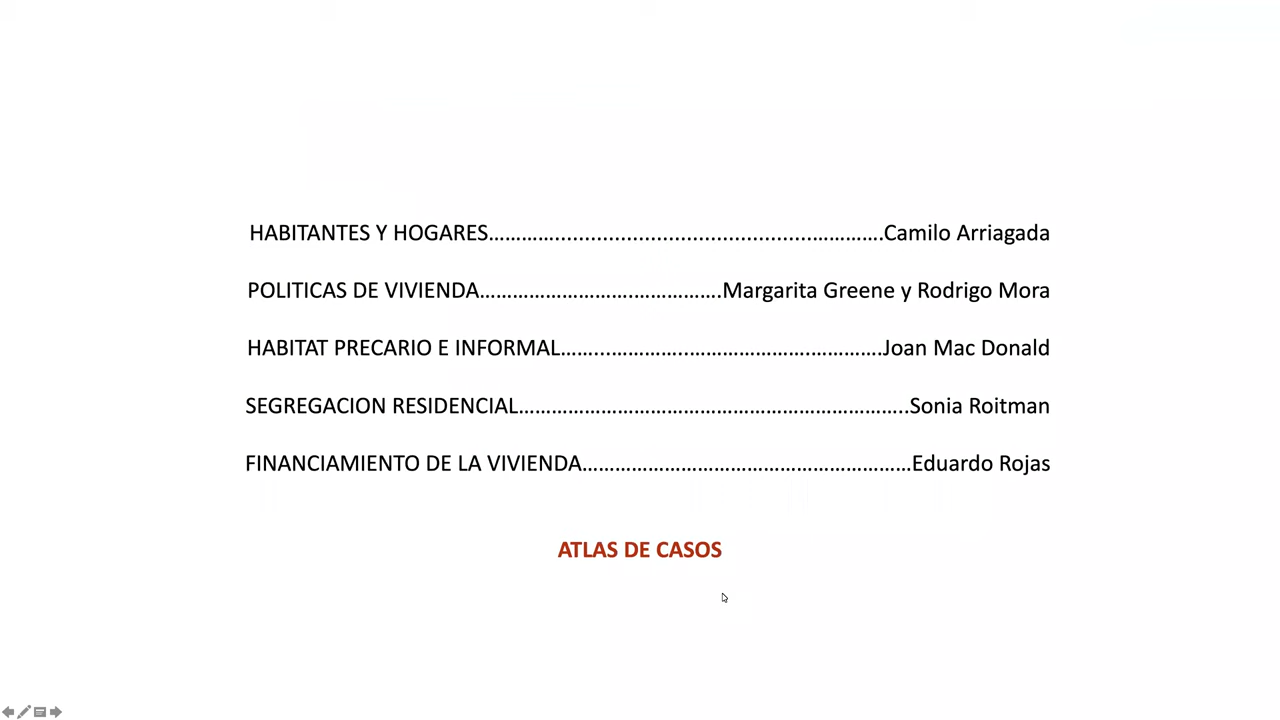 HABITANTES Y HOGARES…………...........................................………….Camilo Arriagada
POLITICAS DE VIVIENDA……………………….…………….Margarita Greene y Rodrigo Mora
HABITAT PRECARIO E INFORMAL……...…………..………………….………….Joan Mac Donald
SEGREGACION RESIDENCIAL……………………………………………………………..Sonia Roitman
FINANCIAMIENTO DE LA VIVIENDA……………………………………………………Eduardo Rojas
ATLAS DE CASOS